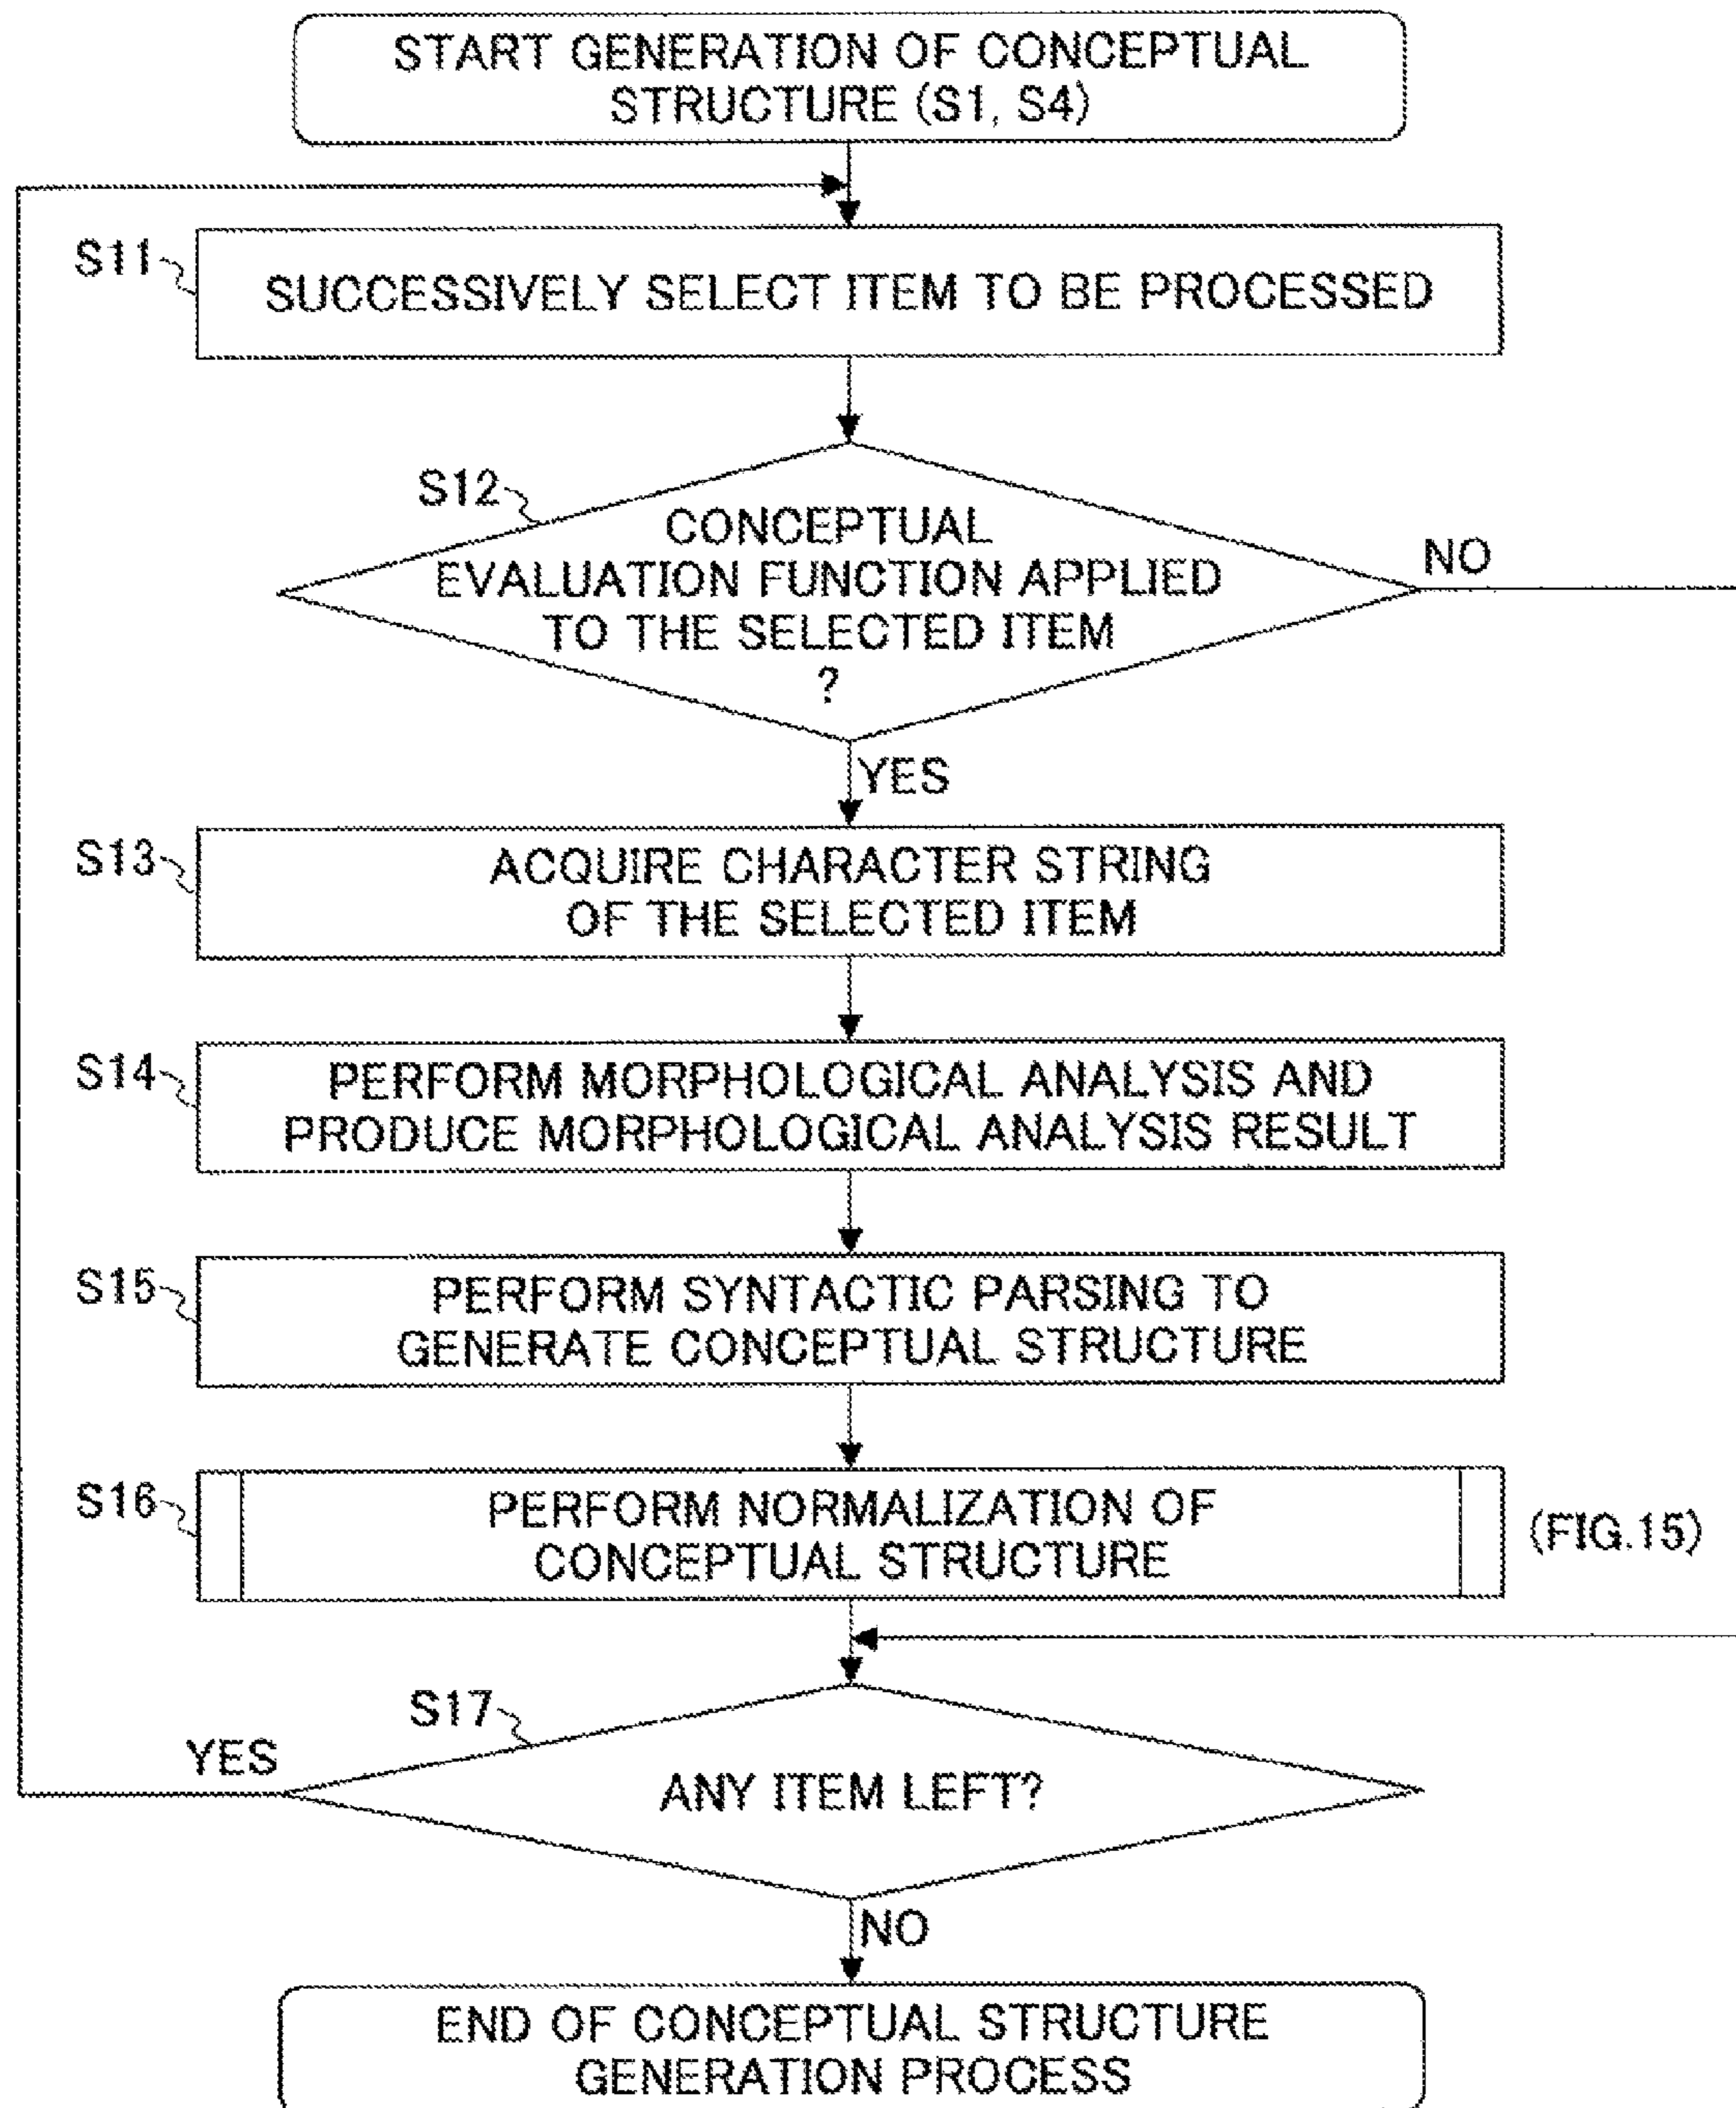 START GENERATION OF CONCEPTUAL
STRUCTURE (S1, S4)
S11
SUCCESSIVELY SELECT ITEM TO BE PROCESSED
S12
CONCEPTUAL
EVALUATION FUNCTION APPLIED
TO THE SELECTED ITEM
?
NO
YES
S13
ACQUIRE CHARACTER STRING
OF THE SELECTED ITEM
S14
PERFORM MORPHOLOGICAL ANALYSIS AND
PRODUCE MORPHOLOGICAL ANALYSIS RESULT
S15
PERFORM SYNTACTIC PARSING TO
GENERATE CONCEPTUAL STRUCTURE
S16
PERFORM NORMALIZATION OF
CONCEPTUAL STRUCTURE
(FIG.15)
S17
YES
ANY ITEM LEFT?
NO
END OF CONCEPTUAL STRUCTURE
GENERATION PROCESS